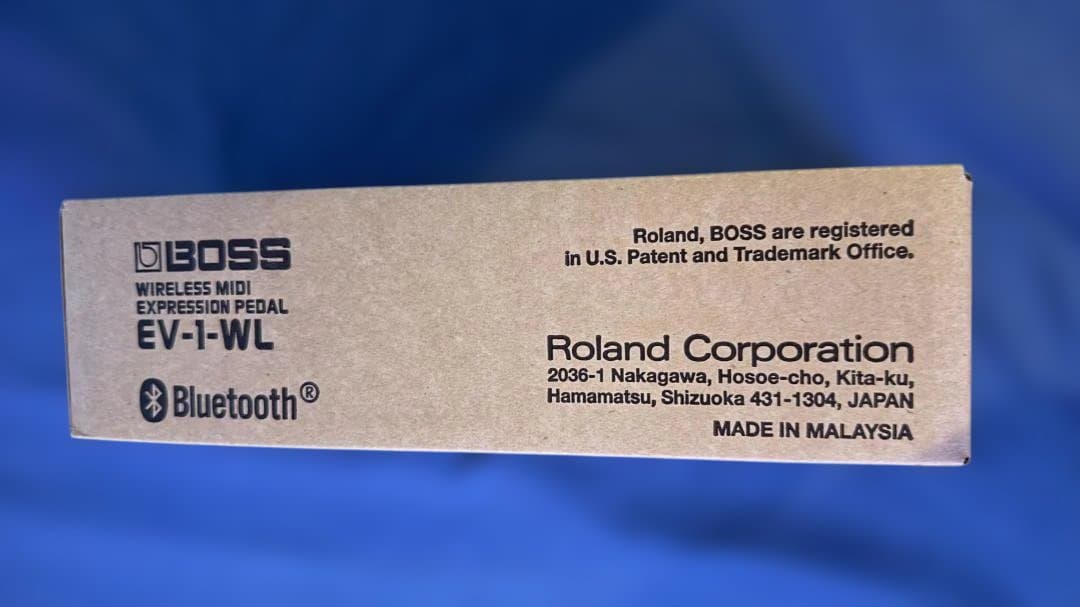 BOSS
WIRELESS MIDI
EXPRESSION PEDAL
EV-1-WL
Bluetooth®
Roland, BOSS are registered
in U.S. Patent and Trademark Office.
Roland Corporation
2036-1 Nakagawa, Hosoe-cho, Kita-ku,
Hamamatsu, Shizuoka 431-1304, JAPAN
MADE IN MALAYSIA